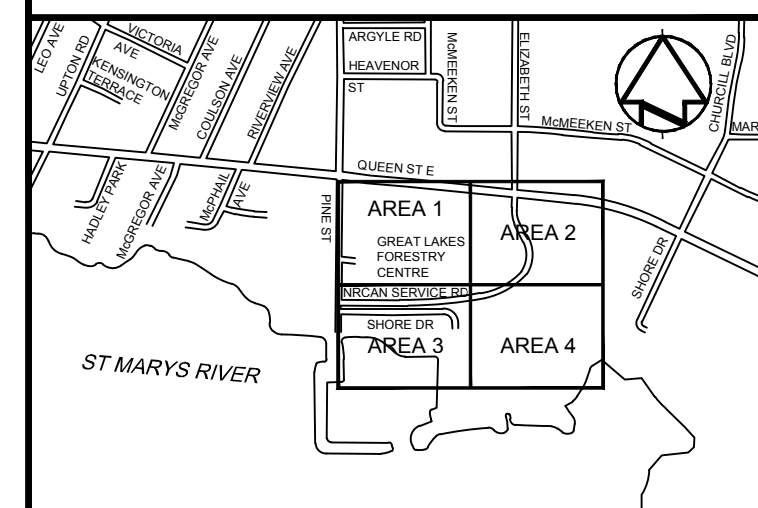 LEO AVE
UPTON RD
VICTORIA
AVE
KENSINGTON
TERRACE
McGREGOR AVE
COULSON AVE
RIVERVIEW AVE
ARGYLE RD
HEAVENOR
ST
McMEEKEN ST
ELIZABETH ST
McMEEKEN ST
CHURCILL BLVD
MAR
QUEEN ST E
HADLEY PARK
McGREGOR AVE
McPHAIL
AVE
PINE ST
AREA 1
GREAT LAKES
FORESTRY
CENTRE
AREA 2
NRCAN SERVICE RD
SHORE DR
SHORE DR
AREA 3
AREA 4
ST MARYS RIVER